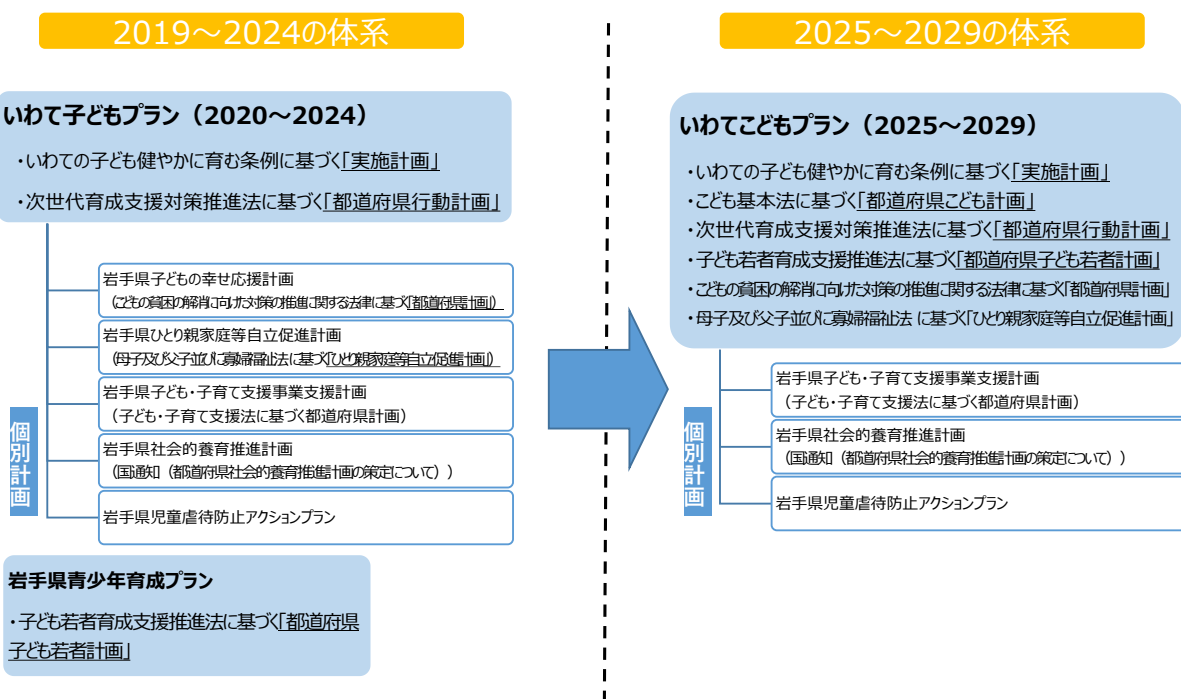 2019～2024の体系
いわて子どもプラン（2020～2024）
・いわての子ども健やかに育む条例に基づく「実施計画」
・次世代育成支援対策推進法に基づく「都道府県行動計画」
個別計画
岩手県子どもの幸せ応援計画
（こどもの貧困の解消に向けた対策の推進に関する法律に基づく「都道府県計画」）
岩手県ひとり親家庭等自立促進計画
（母子及び父子並びに寡婦福祉法に基づく「ひとり親家庭等自立促進計画」）
岩手県子ども・子育て支援事業支援計画
（子ども・子育て支援法に基づく都道府県計画）
岩手県社会的養育推進計画
（国通知（都道府県社会的養育推進計画の策定について））
岩手県児童虐待防止アクションプラン
岩手県青少年育成プラン
・子ども若者育成支援推進法に基づく「都道府県
子ども若者計画」
2025～2029の体系
いわてこどもプラン（2025～2029）
・いわての子ども健やかに育む条例に基づく「実施計画」
・こども基本法に基づく「都道府県こども計画」
・次世代育成支援対策推進法に基づく「都道府県行動計画」
・子ども若者育成支援推進法に基づく「都道府県子ども若者計画」
・こどもの貧困の解消に向けた対策の推進に関する法律に基づく「都道府県計画」
・母子及び父子並びに寡婦福祉法 に基づく「ひとり親家庭等自立促進計画」
個別計画
岩手県子ども・子育て支援事業支援計画
（子ども・子育て支援法に基づく都道府県計画）
岩手県社会的養育推進計画
（国通知（都道府県社会的養育推進計画の策定について））
岩手県児童虐待防止アクションプラン